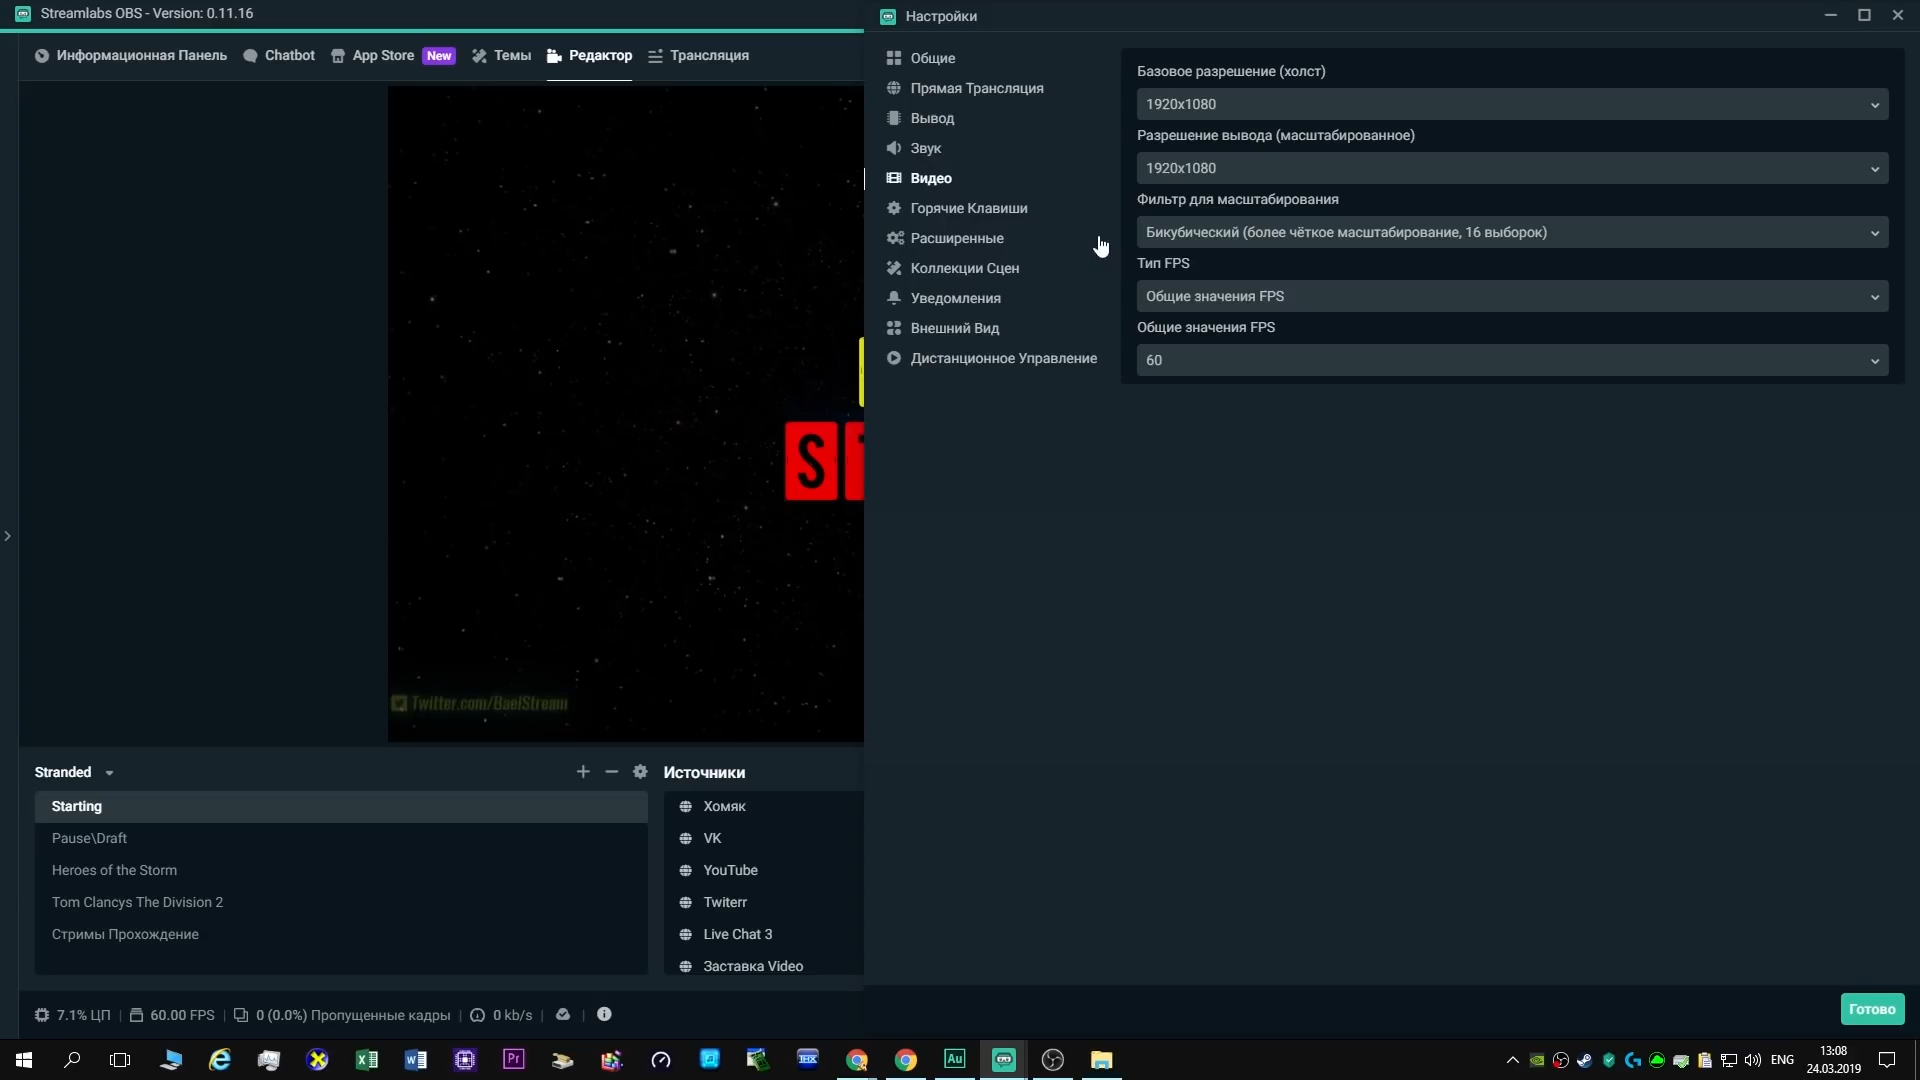 Streamlabs OBS - Version: 0.11.16
Информационная Панель
Chatbot
App Store
New
Темы
Редактор
Трансляция
Настройки
Общие
Прямая Трансляция
Вывод
Звук
Видео
Горячие Клавиши
Расширенные
Коллекции Сцен
Уведомления
Внешний Вид
Дистанционное Управление
Базовое разрешение (холст)
1920x1080
Разрешение вывода (масштабированное)
1920x1080
Фильтр для масштабирования
Бикубический (более чёткое масштабирование, 16 выборок)
Тип FPS
Общие значения FPS
Общие значения FPS
60
S
Twitter.com/BaelStream
Stranded
Starting
Pause\Draft
Heroes of the Storm
Tom Clancys The Division 2
Стримы Прохождение
Источники
Хомяк
VK
YouTube
Twiterr
Live Chat 3
Заставка Video
7.1% ЦП
60.00 FPS
0 (0.0%) Пропущенные кадры
0 kb/s
Готово
Pr
THX
Au
ENG
13:08
24.03.2019